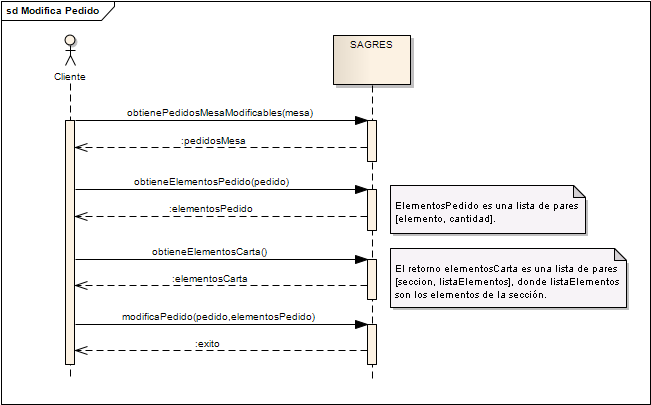 sd Modifica Pedido
Cliente
SAGRES
obtienePedidosMesaModificables(mesa)
:pedidosMesa
obtieneElementosPedido(pedido)
:elementosPedido
ElementosPedido es una lista de pares
[elemento, cantidad].
obtieneElementosCarta()
:elementosCarta
El retorno elementosCarta es una lista de pares
[seccion, listaElementos], donde listaElementos
son los elementos de la sección.
modificaPedido(pedido,elementosPedido)
:exito